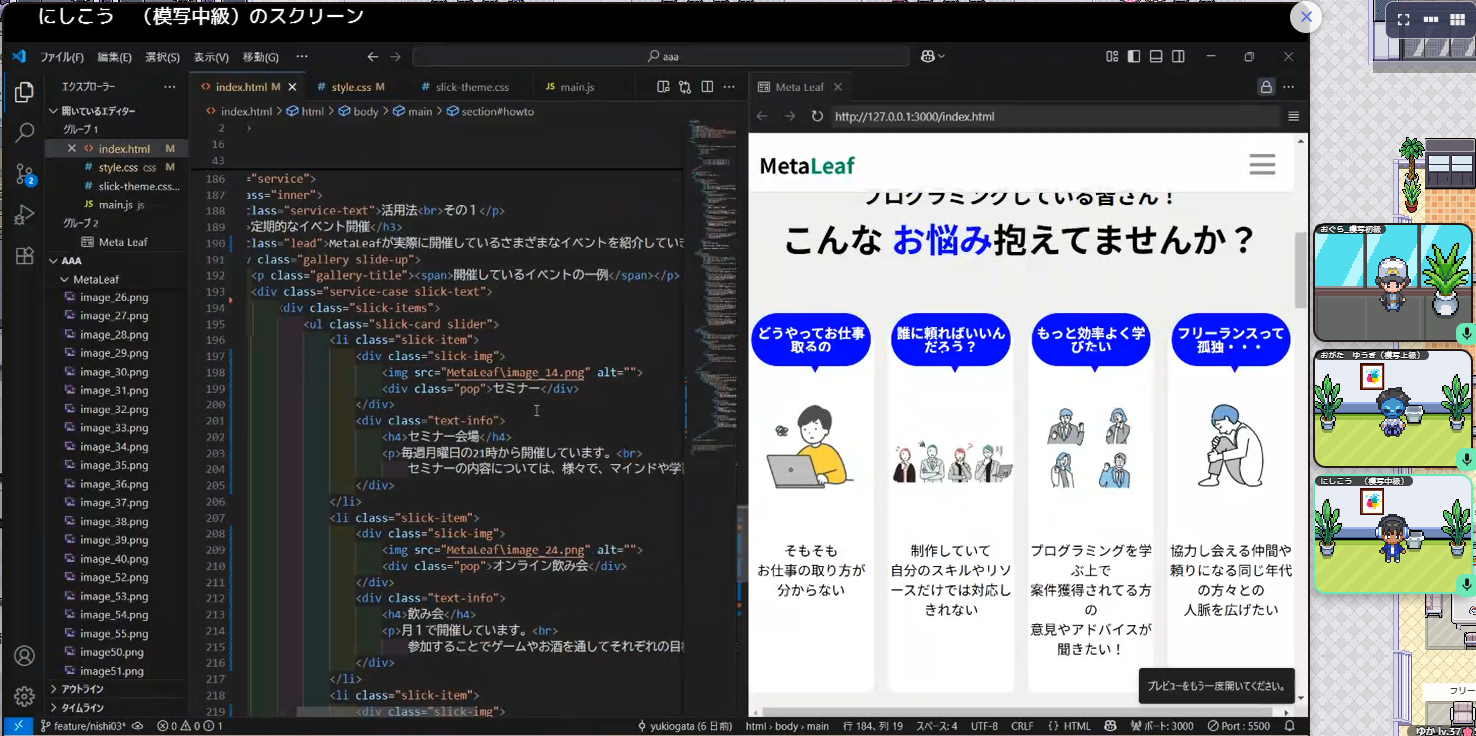 にしこう　（模写中級）のスクリーン
ファイル(F) 編集(E) 選択(S) 表示(V) 移動(G) ··· aaa
エクスプローラー ···
index.html M × style.css M slick-theme.css main.js
Meta Leaf ×
開いているエディター
グループ 1
× index.html M
style.css css M
slick-theme.css...
main.js js
グループ 2
Meta Leaf
AAA
MetaLeaf
image_26.png
image_27.png
image_28.png
image_29.png
image_30.png
image_31.png
image_32.png
image_33.png
image_34.png
image_35.png
image_36.png
image_37.png
image_38.png
image_39.png
image_40.png
image_52.png
image_53.png
image_54.png
image_55.png
image50.png
image51.png
アウトライン
タイムライン
index.html > html > body > main > section#howto
2
16
43
186 ="service">
187 ass="inner">
188 class="service-text">活用法<br>その１</p>
189 >定期的なイベント開催</h3>
190 class="lead">MetaLeafが実際に開催しているさまざまなイベントを紹介してい
191 class="gallery slide-up">
192 <p class="gallery-title"><span>開催しているイベントの一例</span></p>
193 <div class="service-case slick-text">
194 <div class="slick-items">
195 <ul class="slick-card slider">
196 <li class="slick-item">
197 <div class="slick-img">
198 <img src="MetaLeaf\image_14.png" alt="">
199 <div class="pop">セミナー</div>
200 </div>
201 <div class="text-info">
202 <h4>セミナー会場</h4>
203 <p>毎週月曜日の21時から開催しています。<br>
204 セミナーの内容については、様々で、マインドや学
205 </div>
206 </li>
207 <li class="slick-item">
208 <div class="slick-img">
209 <img src="MetaLeaf\image_24.png" alt="">
210 <div class="pop">オンライン飲み会</div>
211 </div>
212 <div class="text-info">
213 <h4>飲み会</h4>
214 <p>月１で開催しています。<br>
215 参加することでゲームやお酒を通してそれぞれの目
216 </div>
217 </li>
218 <li class="slick-item">
219 <div class="slick-img">
http://127.0.0.1:3000/index.html
MetaLeaf
プログラミングしている皆さん！
こんな お悩み抱えてませんか？
どうやってお仕事
取るの
誰に頼ればいいん
だろう？
もっと効率よく学
びたい
フリーランスって
孤独・・・
そもそも
お仕事の取り方が
分からない
制作していて
自分のスキルやリソ
ースだけでは対応し
きれない
プログラミングを学
ぶ上で
案件獲得されてる方
の
意見やアドバイスが
聞きたい！
協力し会える仲間や
頼りになる同じ年代
の方々との
人脈を広げたい
プレビューをもう一度開いてください。
2
feature/nishi03* 0 0 1 yukiogata (6 日前) html > body > main 行 184、列 19 スペース: 4 UTF-8 CRLF {} HTML ポート: 3000 Port : 5500
おぐら_模写初級
おがた　ゆうき（模写上級）
にしこう　（模写中級）
フリー
ゆか lv.37